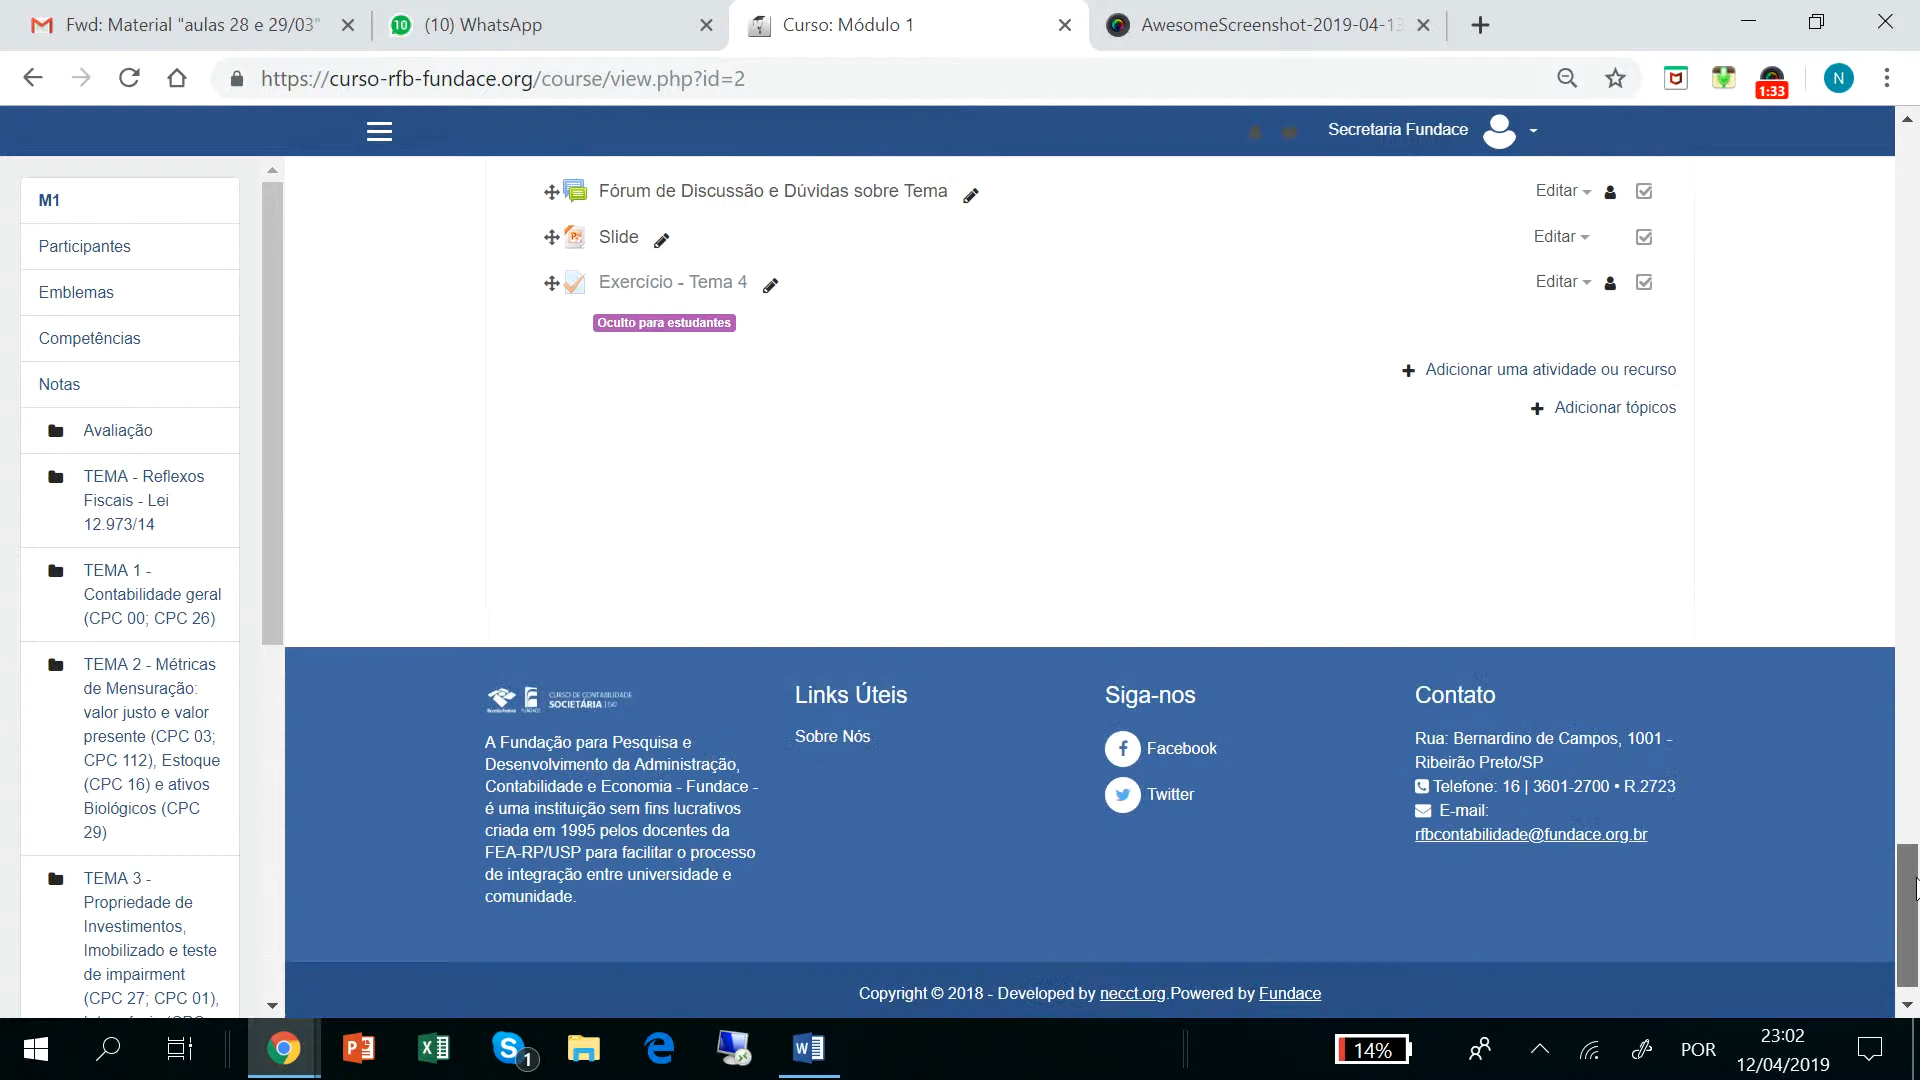 Fwd: Material "aulas 28 e 29/03"
10
(10) WhatsApp
Curso: Módulo 1
AwesomeScreenshot-2019-04-13
https://curso-rfb-fundace.org/course/view.php?id=2
1:33
N
Secretaria Fundace
M1
Participantes
Emblemas
Competências
Notas
Avaliação
TEMA - Reflexos
Fiscais - Lei
12.973/14
TEMA 1 -
Contabilidade geral
(CPC 00; CPC 26)
TEMA 2 - Métricas
de Mensuração:
valor justo e valor
presente (CPC 03;
CPC 112), Estoque
(CPC 16) e ativos
Biológicos (CPC
29)
TEMA 3 -
Propriedade de
Investimentos,
Imobilizado e teste
de impairment
(CPC 27; CPC 01),
Fórum de Discussão e Dúvidas sobre Tema
Editar
Slide
Editar
Exercício - Tema 4
Editar
Oculto para estudantes
Adicionar uma atividade ou recurso
Adicionar tópicos
CURSO DE CONTABILIDADE
SOCIETÁRIA
A Fundação para Pesquisa e
Desenvolvimento da Administração,
Contabilidade e Economia - Fundace -
é uma instituição sem fins lucrativos
criada em 1995 pelos docentes da
FEA-RP/USP para facilitar o processo
de integração entre universidade e
comunidade.
Links Úteis
Sobre Nós
Siga-nos
Facebook
Twitter
Contato
Rua: Bernardino de Campos, 1001 -
Ribeirão Preto/SP
Telefone: 16 | 3601-2700 • R.2723
E-mail:
rfbcontabilidade@fundace.org.br
Copyright © 2018 - Developed by necct.org.Powered by Fundace
1
14%
POR
23:02
12/04/2019